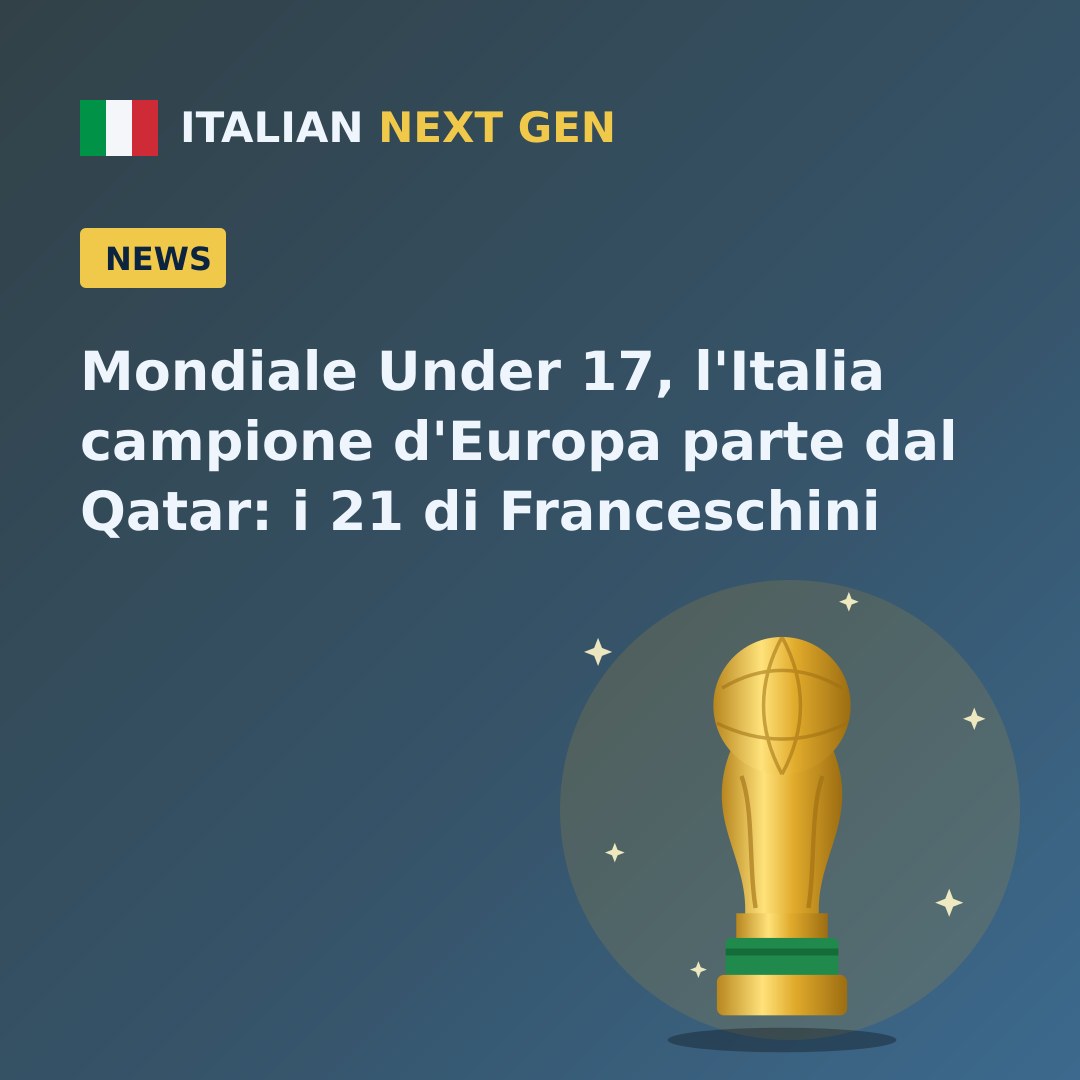 ITALIAN NEXT GEN
NEWS
Mondiale Under 17, l'Italia
campione d'Europa parte dal
Qatar: i 21 di Franceschini